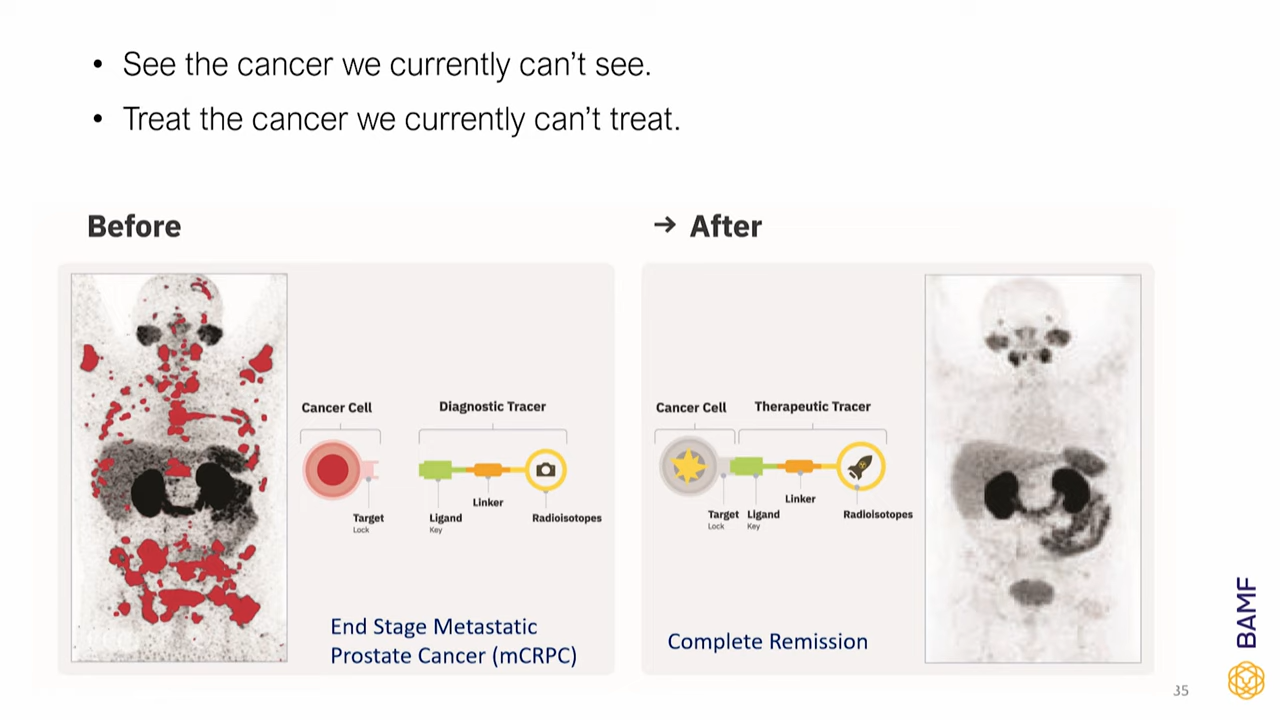 • See the cancer we currently can't see.
• Treat the cancer we currently can't treat.
Before
→ After
Cancer Cell
Diagnostic Tracer
Target
Lock
Ligand
Key
Linker
Radioisotopes
End Stage Metastatic
Prostate Cancer (mCRPC)
Cancer Cell
Therapeutic Tracer
Target
Lock
Ligand
Key
Linker
Radioisotopes
Complete Remission
BAMF
35